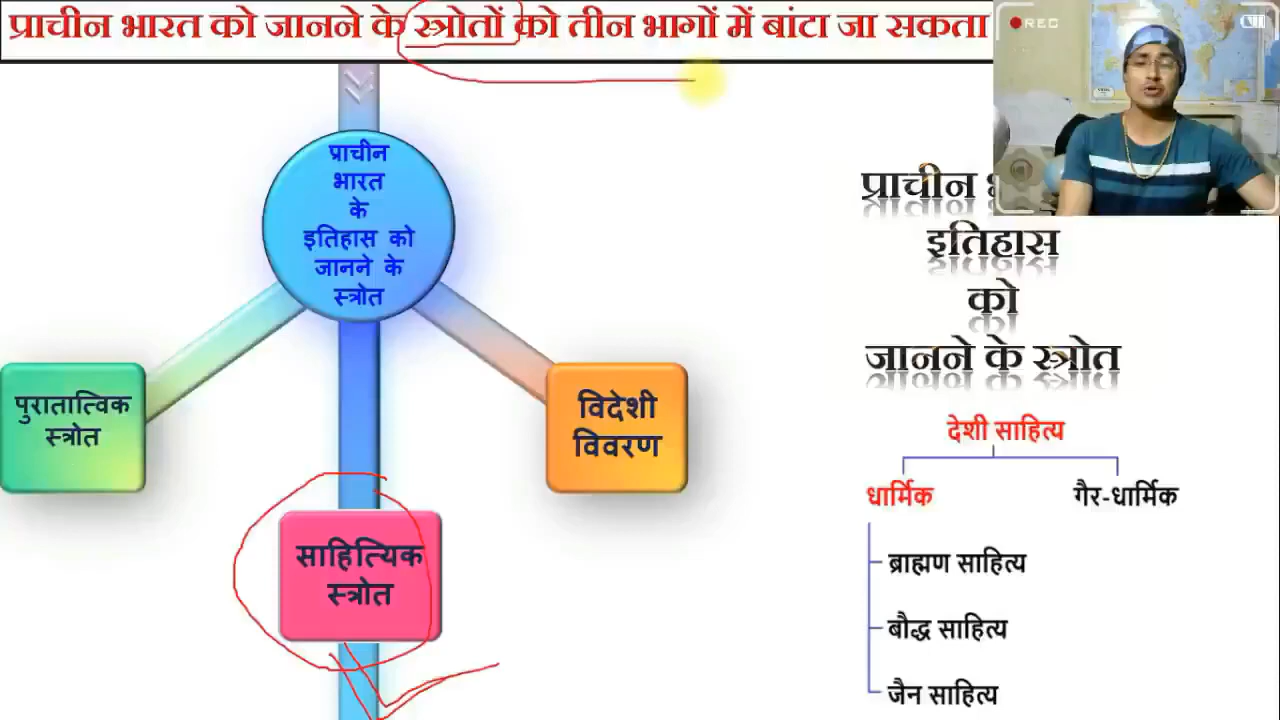 प्राचीन भारत को जानने के स्त्रोतों को तीन भागों में बांटा जा सकता
REC
प्राचीन
भारत
के
इतिहास को
जानने के
स्त्रोत
पुरातात्विक
स्त्रोत
विदेशी
विवरण
साहित्यिक
स्त्रोत
प्राचीन
इतिहास
को
जानने के स्त्रोत
देशी साहित्य
धार्मिक
गैर-धार्मिक
ब्राह्मण साहित्य
बौद्ध साहित्य
जैन साहित्य